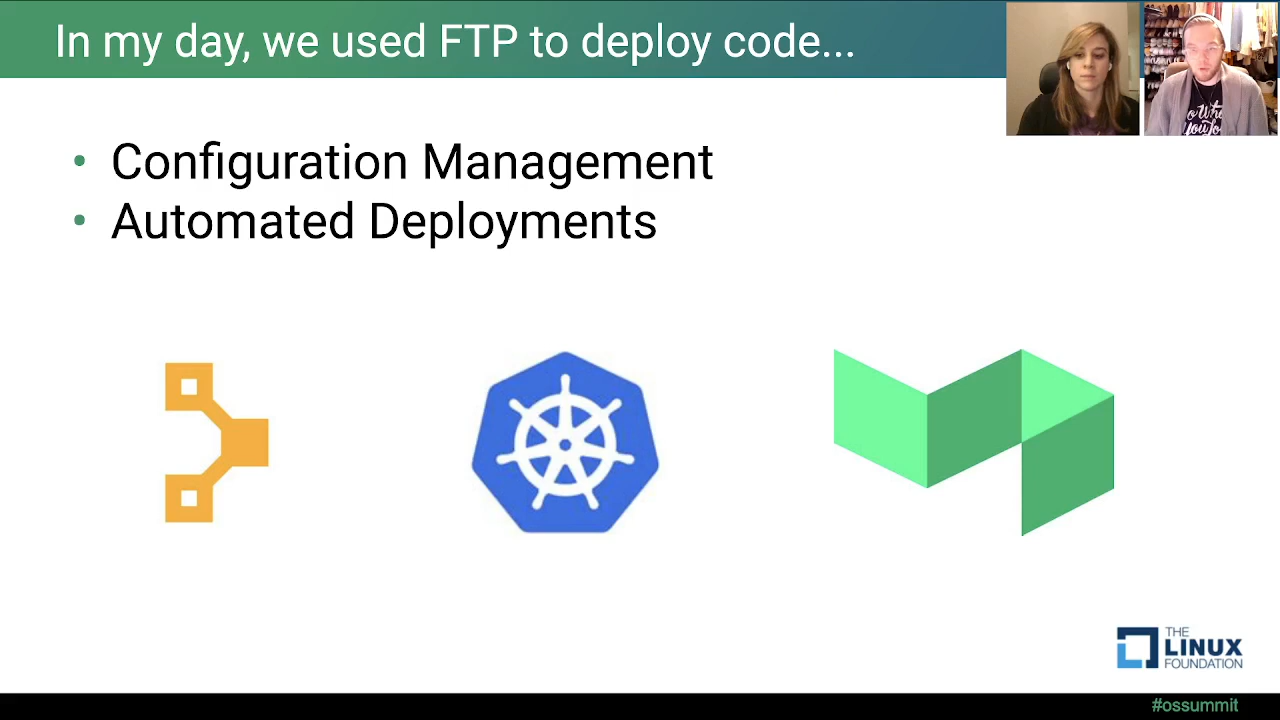 In my day, we used FTP to deploy code...
• Configuration Management
• Automated Deployments
THE
LINUX
FOUNDATION
#ossummit